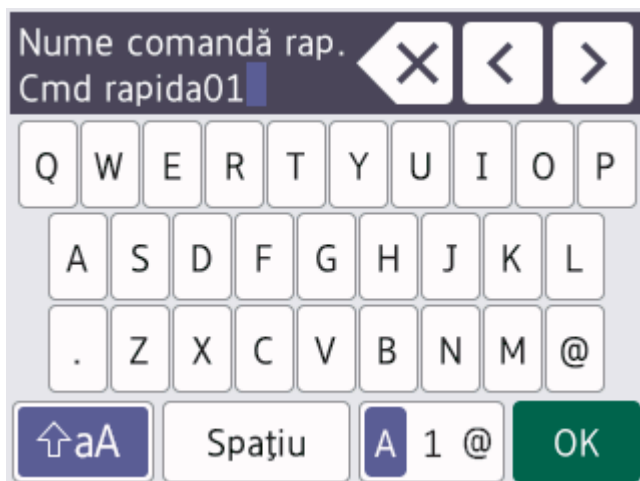 Nume comandă rap.
Cmd rapida01
Q W E R T Y U I O P
A S D F G H J K L
. Z X C V B N M @
aA Spaţiu A 1 @ OK